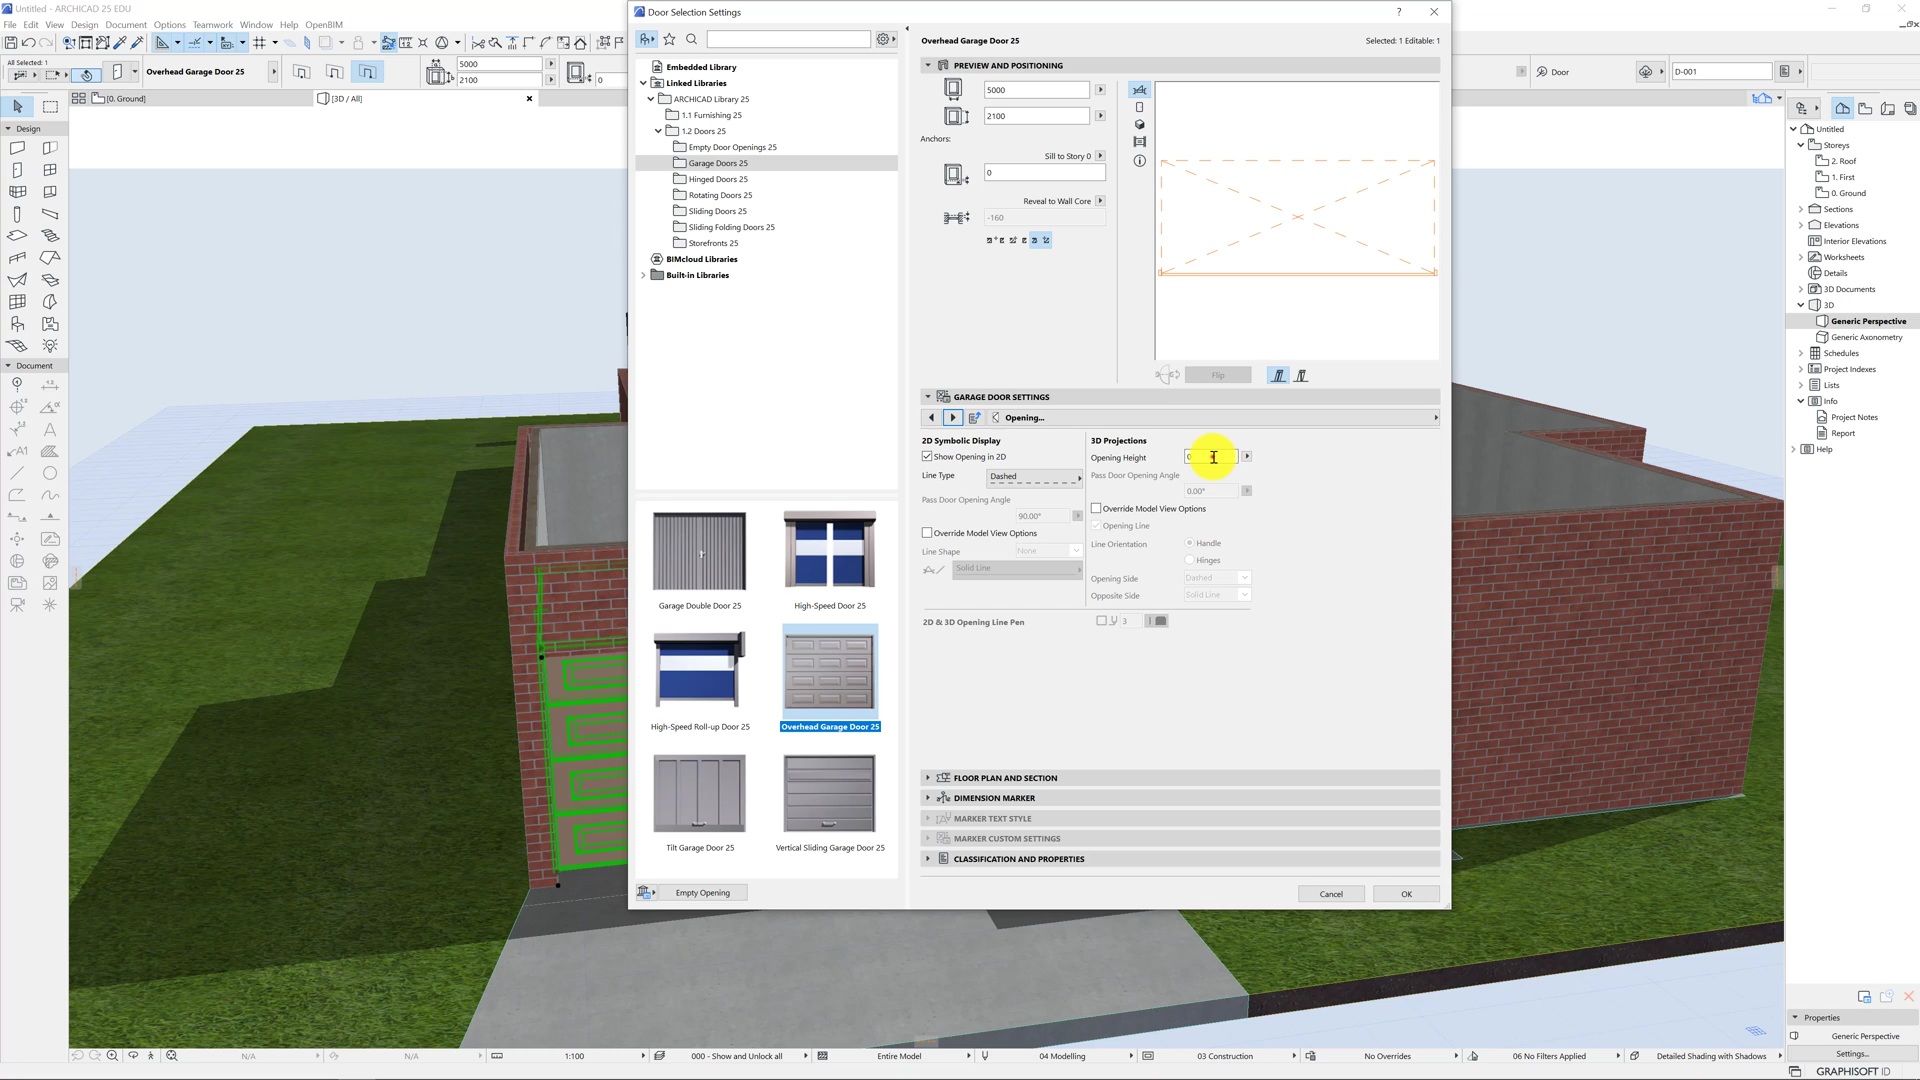 Untitled - ARCHICAD 25 EDU
File Edit View Design Document Options Teamwork Window Help OpenBIM
All Selected: 1
Overhead Garage Door 25
5000
2100
0
Door
D-001
[0. Ground]
[3D / All]
Design
Document
Door Selection Settings
?
Embedded Library
Linked Libraries
ARCHICAD Library 25
1.1 Furnishing 25
1.2 Doors 25
Empty Door Openings 25
Garage Doors 25
Hinged Doors 25
Rotating Doors 25
Sliding Doors 25
Sliding Folding Doors 25
Storefronts 25
BIMcloud Libraries
Built-in Libraries
Garage Double Door 25
High-Speed Door 25
High-Speed Roll-up Door 25
Overhead Garage Door 25
Tilt Garage Door 25
Vertical Sliding Garage Door 25
Empty Opening
Overhead Garage Door 25
Selected: 1 Editable: 1
PREVIEW AND POSITIONING
5000
2100
Anchors:
Sill to Story 0
0
Reveal to Wall Core
-160
Flip
GARAGE DOOR SETTINGS
Opening...
2D Symbolic Display
Show Opening in 2D
Line Type
Dashed
Pass Door Opening Angle
90.00°
Override Model View Options
Line Shape
None
Solid Line
3D Projections
Opening Height
0
Pass Door Opening Angle
0.00°
Override Model View Options
Opening Line
Line Orientation
Handle
Hinges
Opening Side
Dashed
Opposite Side
Solid Line
2D & 3D Opening Line Pen
3
FLOOR PLAN AND SECTION
DIMENSION MARKER
MARKER TEXT STYLE
MARKER CUSTOM SETTINGS
CLASSIFICATION AND PROPERTIES
Cancel
OK
Untitled
Storeys
2. Roof
1. First
0. Ground
Sections
Elevations
Interior Elevations
Worksheets
Details
3D Documents
3D
Generic Perspective
Generic Axonometry
Schedules
Project Indexes
Lists
Info
Project Notes
Report
Help
Properties
Generic Perspective
Settings...
N/A
N/A
1:100
000 - Show and Unlock all
Entire Model
04 Modelling
03 Construction
No Overrides
06 No Filters Applied
Detailed Shading with Shadows
GRAPHISOFT ID